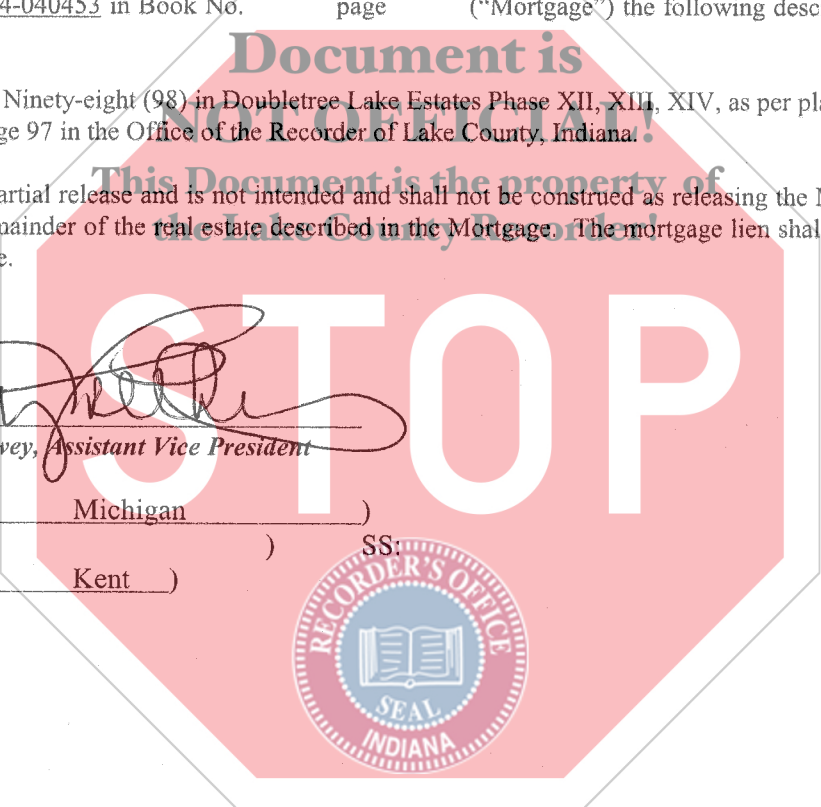 4-040453 in Book No. page ("Mortgage") the following desc
Document is
Ninety-eight (98) in Doubletree Lake Estates Phase XII, XIII, XIV, as per pla
NOT OFFICIAL!
ge 97 in the Office of the Recorder of Lake County, Indiana.
This Document is the property of
artial release and is not intended and shall not be construed as releasing the M
the Lake County Recorder!
mainder of the real estate described in the Mortgage. The mortgage lien shal
e.
STOP
vey, Assistant Vice President
Michigan )
) SS:
Kent )
RECORDER'S OFFICE
SEAL
INDIANA